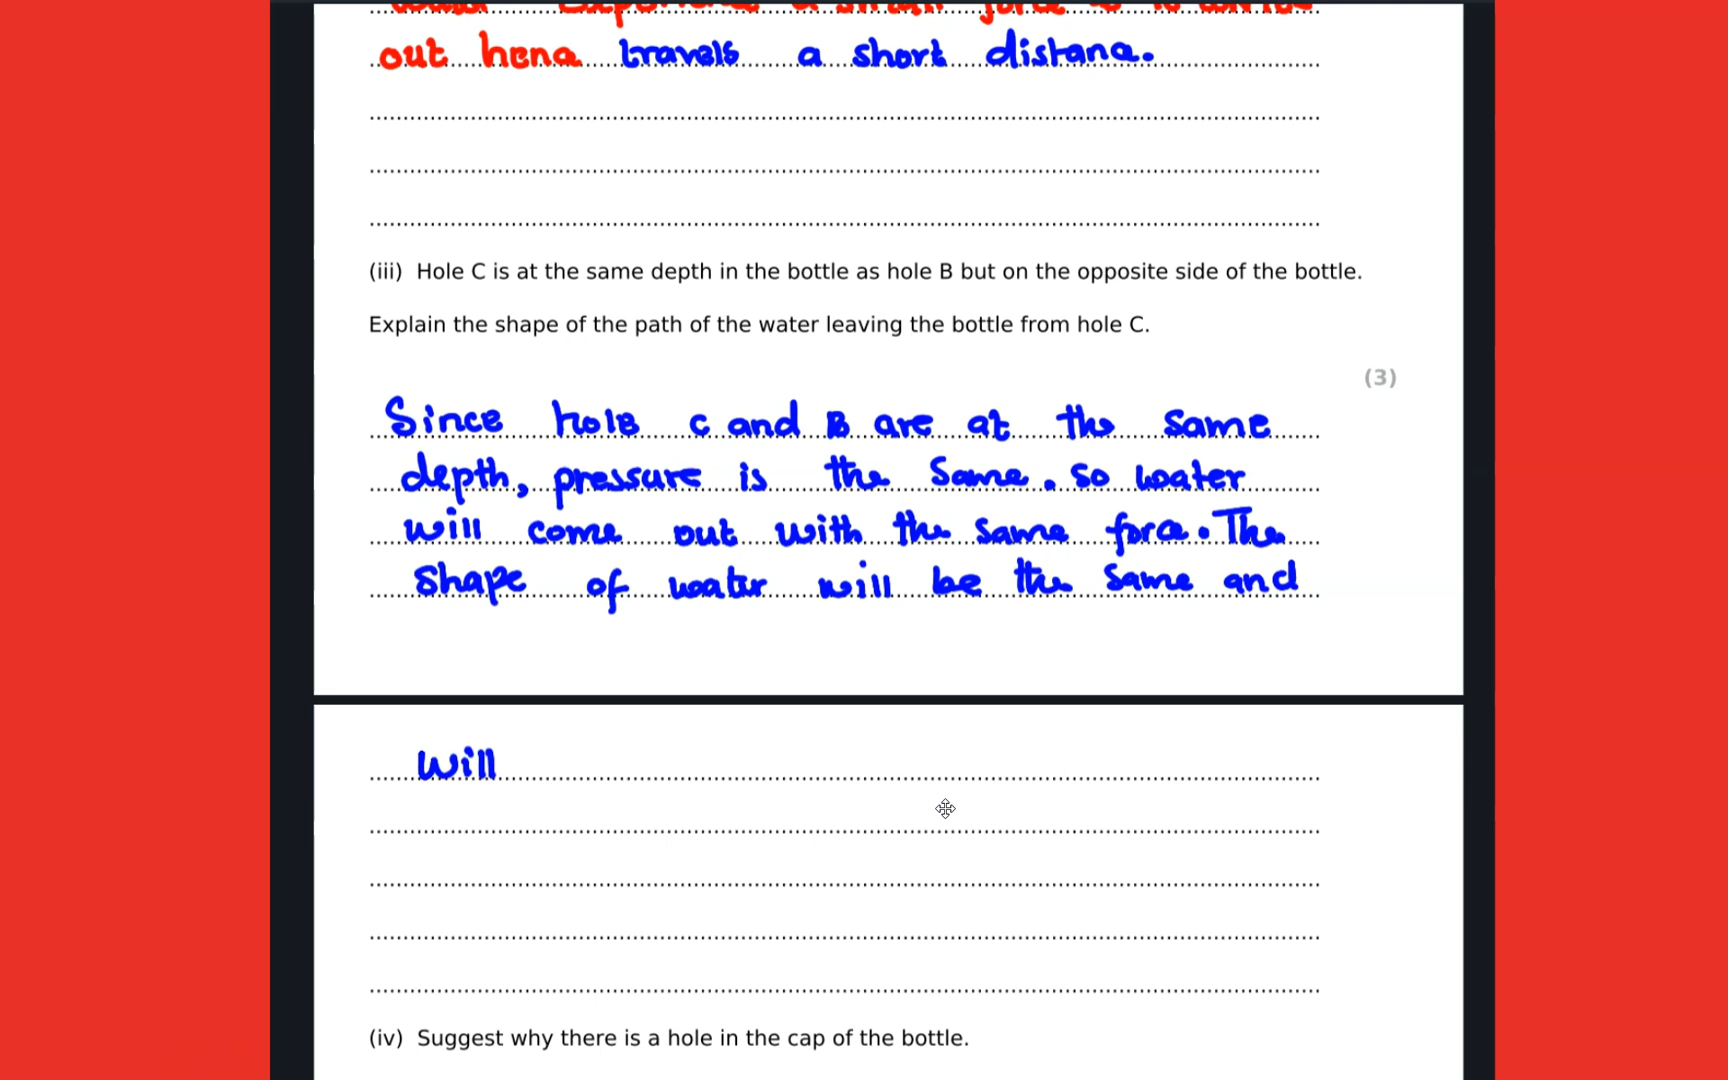 out hence travels a short distance.
(iii) Hole C is at the same depth in the bottle as hole B but on the opposite side of the bottle.
Explain the shape of the path of the water leaving the bottle from hole C.
(3)
Since hole C and B are at the same
depth, pressure is the same. So water
will come out with the same force. The
shape of water will be the same and
will
(iv) Suggest why there is a hole in the cap of the bottle.